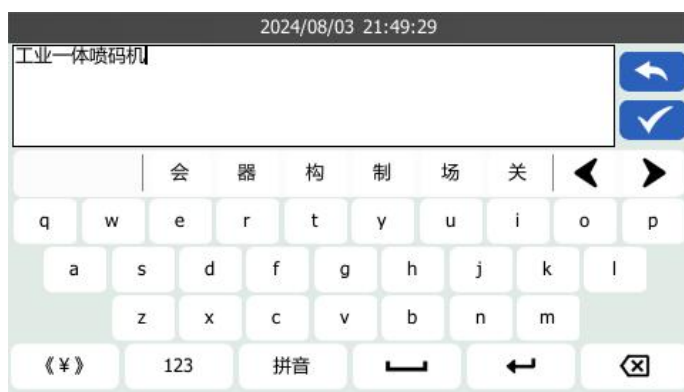 2024/08/03 21:49:29
工业一体喷码机
会 器 构 制 场 关
q w e r t y u i o p
a s d f g h j k l
z x c v b n m
《¥》 123 拼音